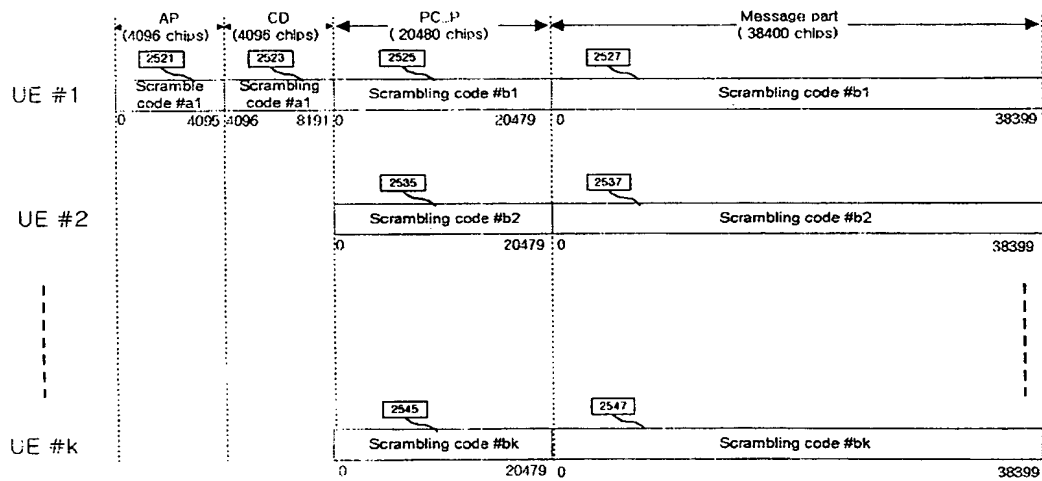 AP
(4096 chips)
CD
(4096 chips)
PC_P
( 20480 chips)
Message part
( 38400 chips)
2521
2523
2525
2527
UE #1
Scramble
code #a1
Scrambling
code #a1
Scrambling code #b1
Scrambling code #b1
0 4095 4096 8191 0 20479 0 38399
2535
2537
UE #2
Scrambling code #b2
Scrambling code #b2
0 20479 0 38399
2545
2547
UE #k
Scrambling code #bk
Scrambling code #bk
0 20479 0 38399